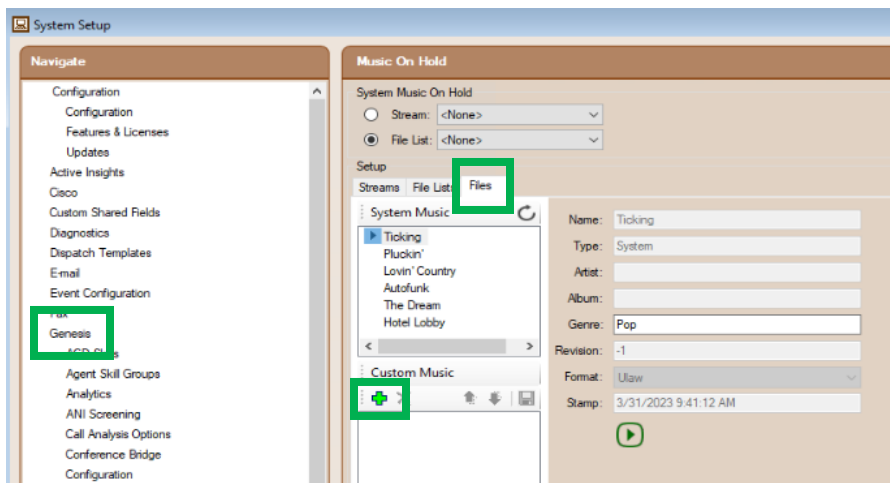 System Setup
Navigate
Configuration
Configuration
Features & Licenses
Updates
Active Insights
Cisco
Custom Shared Fields
Diagnostics
Dispatch Templates
E-mail
Event Configuration
Genesis
Agent Skill Groups
Analytics
ANI Screening
Call Analysis Options
Conference Bridge
Configuration
Music On Hold
System Music On Hold
Stream: <None>
File List: <None>
Setup
Streams File List Files
System Music
Ticking
Pluckin'
Lovin' Country
Autofunk
The Dream
Hotel Lobby
Custom Music
Name: Ticking
Type: System
Artist:
Album:
Genre: Pop
Revision: -1
Format: Ulaw
Stamp: 3/31/2023 9:41:12 AM